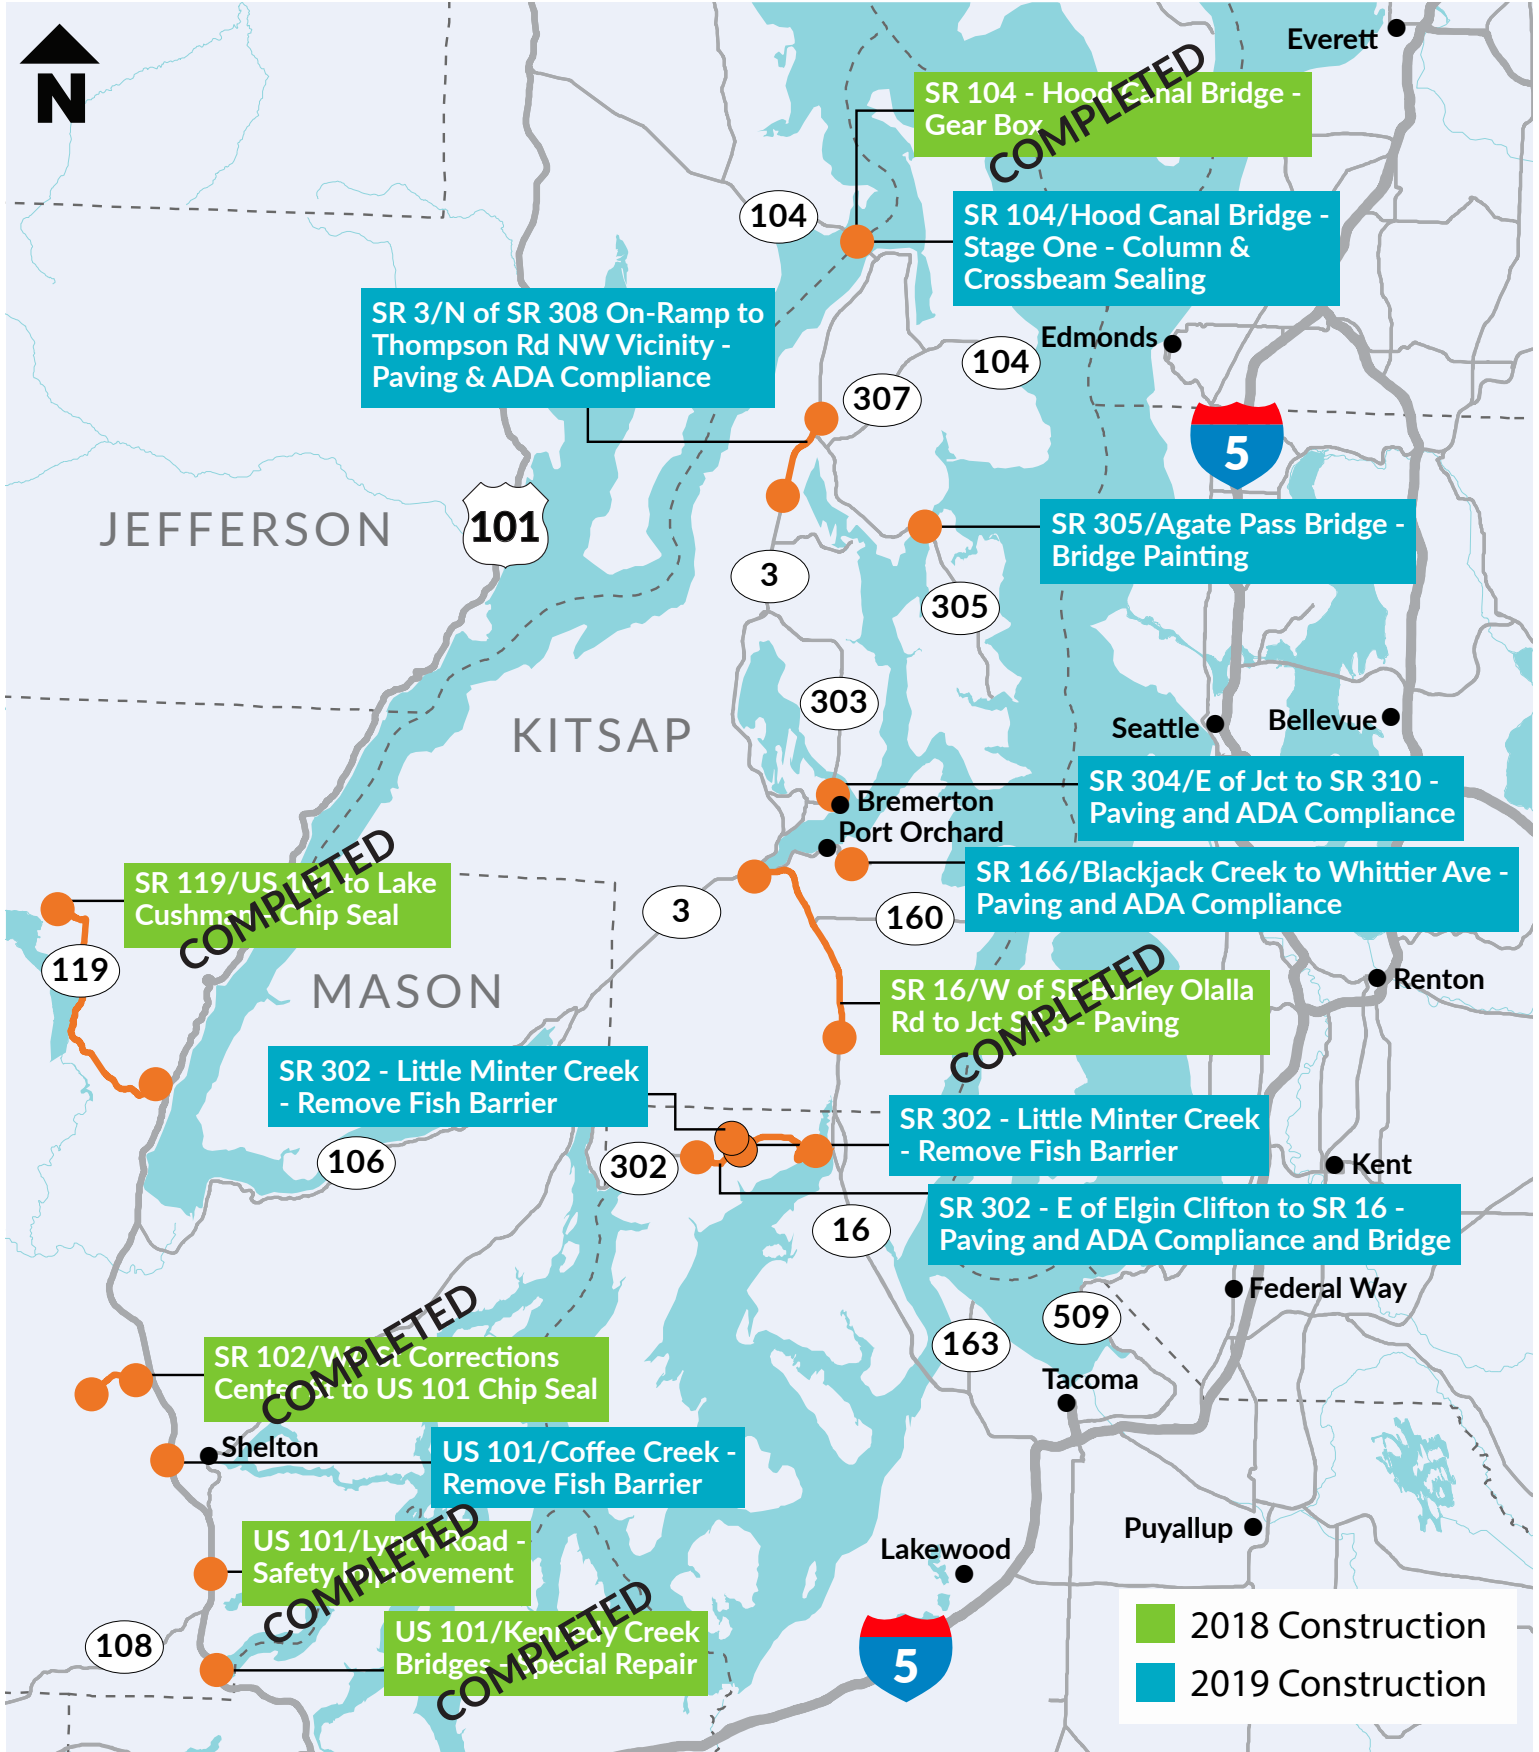 N
Everett
SR 104 - Hood Canal Bridge -
Gear Box
COMPLETED
104
SR 104/Hood Canal Bridge -
Stage One - Column &
Crossbeam Sealing
SR 3/N of SR 308 On-Ramp to
Thompson Rd NW Vicinity -
Paving & ADA Compliance
Edmonds
104
307
5
JEFFERSON
101
SR 305/Agate Pass Bridge -
Bridge Painting
3
305
303
KITSAP
Seattle
Bellevue
SR 304/E of Jct to SR 310 -
Paving and ADA Compliance
Bremerton
Port Orchard
SR 119/US 101 to Lake
Cushman - Chip Seal
COMPLETED
SR 166/Blackjack Creek to Whittier Ave -
Paving and ADA Compliance
3
160
119
MASON
Renton
SR 16/W of SE Burley Olalla
Rd to Jct SR 3 - Paving
COMPLETED
SR 302 - Little Minter Creek
- Remove Fish Barrier
SR 302 - Little Minter Creek
- Remove Fish Barrier
106
302
Kent
SR 302 - E of Elgin Clifton to SR 16 -
Paving and ADA Compliance and Bridge
16
Federal Way
509
163
SR 102/WA St Corrections
Center St to US 101 Chip Seal
COMPLETED
Tacoma
Shelton
US 101/Coffee Creek -
Remove Fish Barrier
US 101/Lynch Road -
Safety Improvement
COMPLETED
Puyallup
Lakewood
108
US 101/Kennedy Creek
Bridges - Special Repair
COMPLETED
5
2018 Construction
2019 Construction